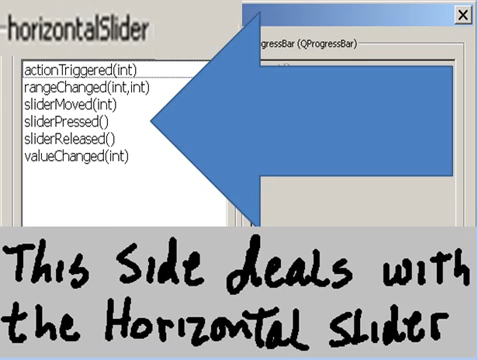 horizontalSlider
ogressBar (QProgressBar)
actionTriggered(int)
rangeChanged(int,int)
sliderMoved(int)
sliderPressed()
sliderReleased()
valueChanged(int)
This Side deals with
the Horizontal Slider